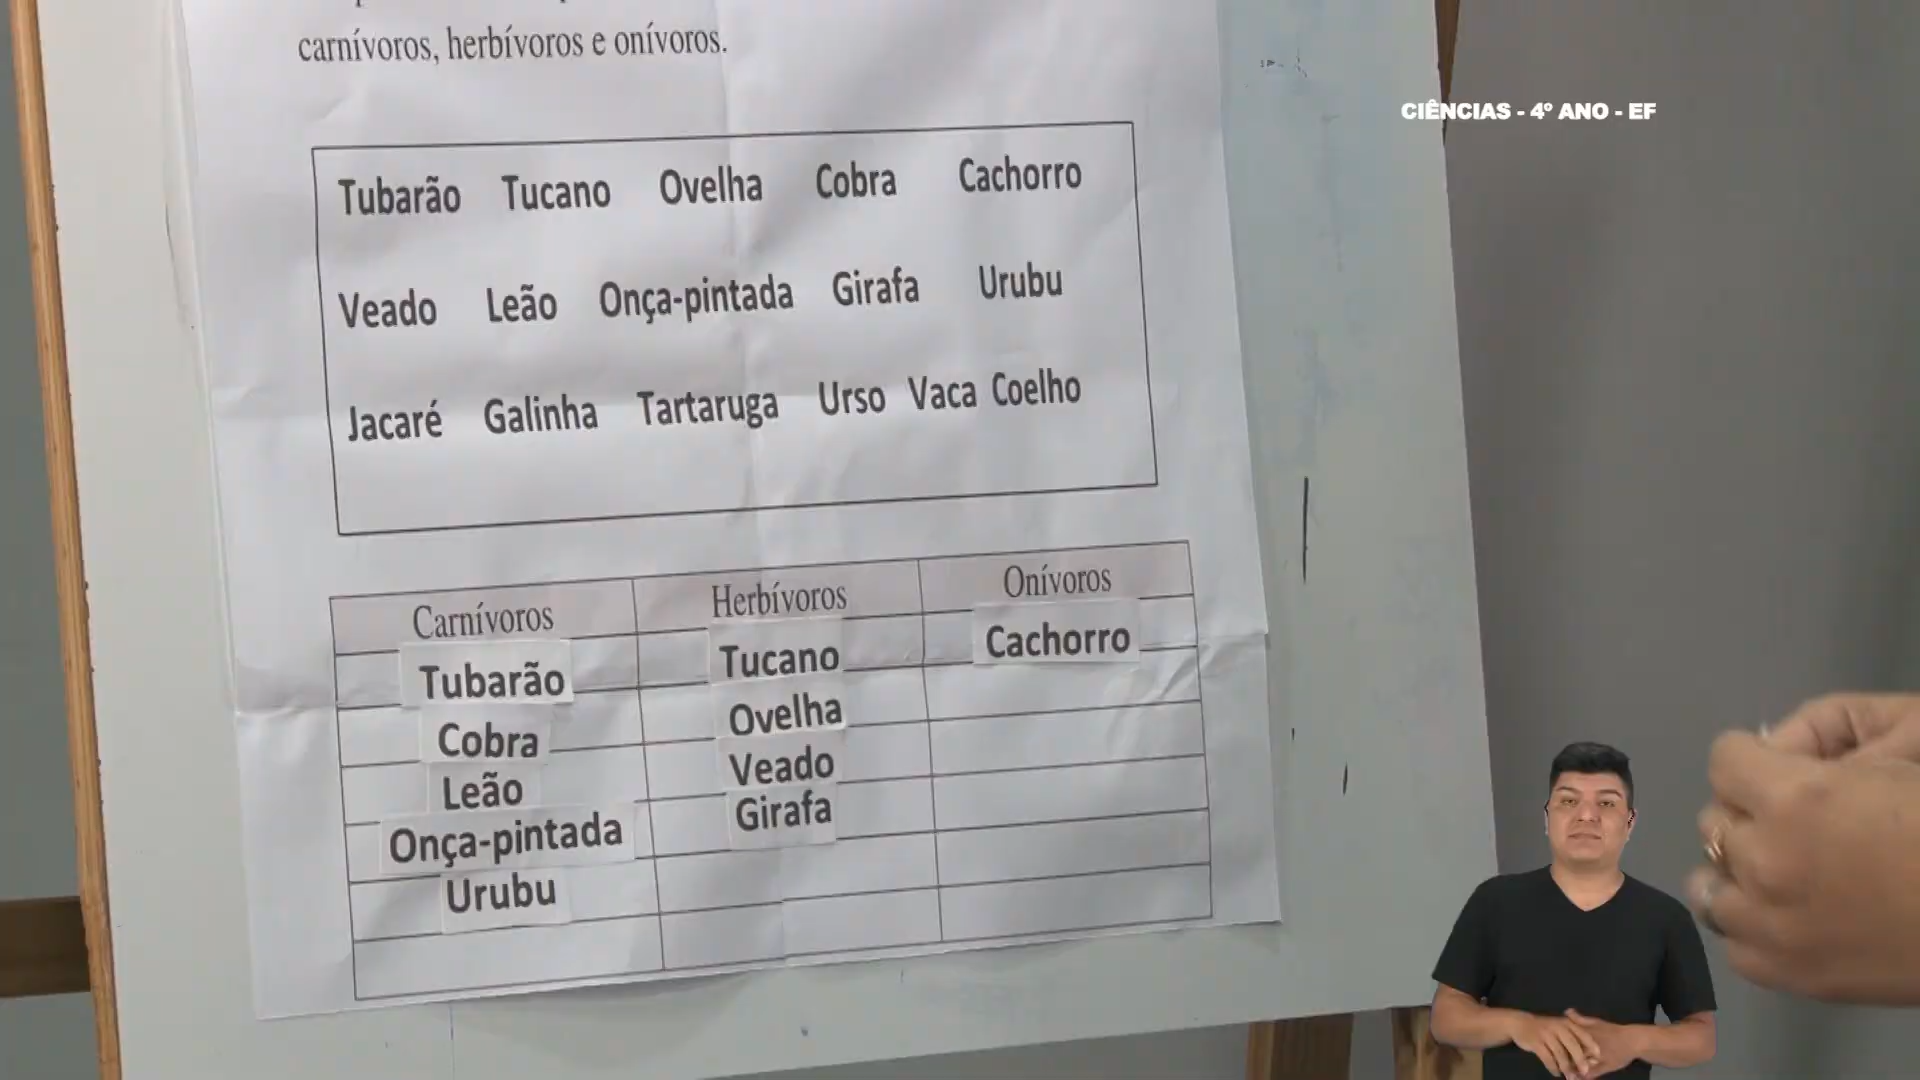 carnívoros, herbívoros e onívoros.
CIÊNCIAS - 4º ANO - EF
Tubarão Tucano Ovelha Cobra Cachorro
Veado Leão Onça-pintada Girafa Urubu
Jacaré Galinha Tartaruga Urso Vaca Coelho
Carnívoros Herbívoros Onívoros
Tubarão Tucano Cachorro
Cobra Ovelha
Leão Veado
Onça-pintada Girafa
Urubu